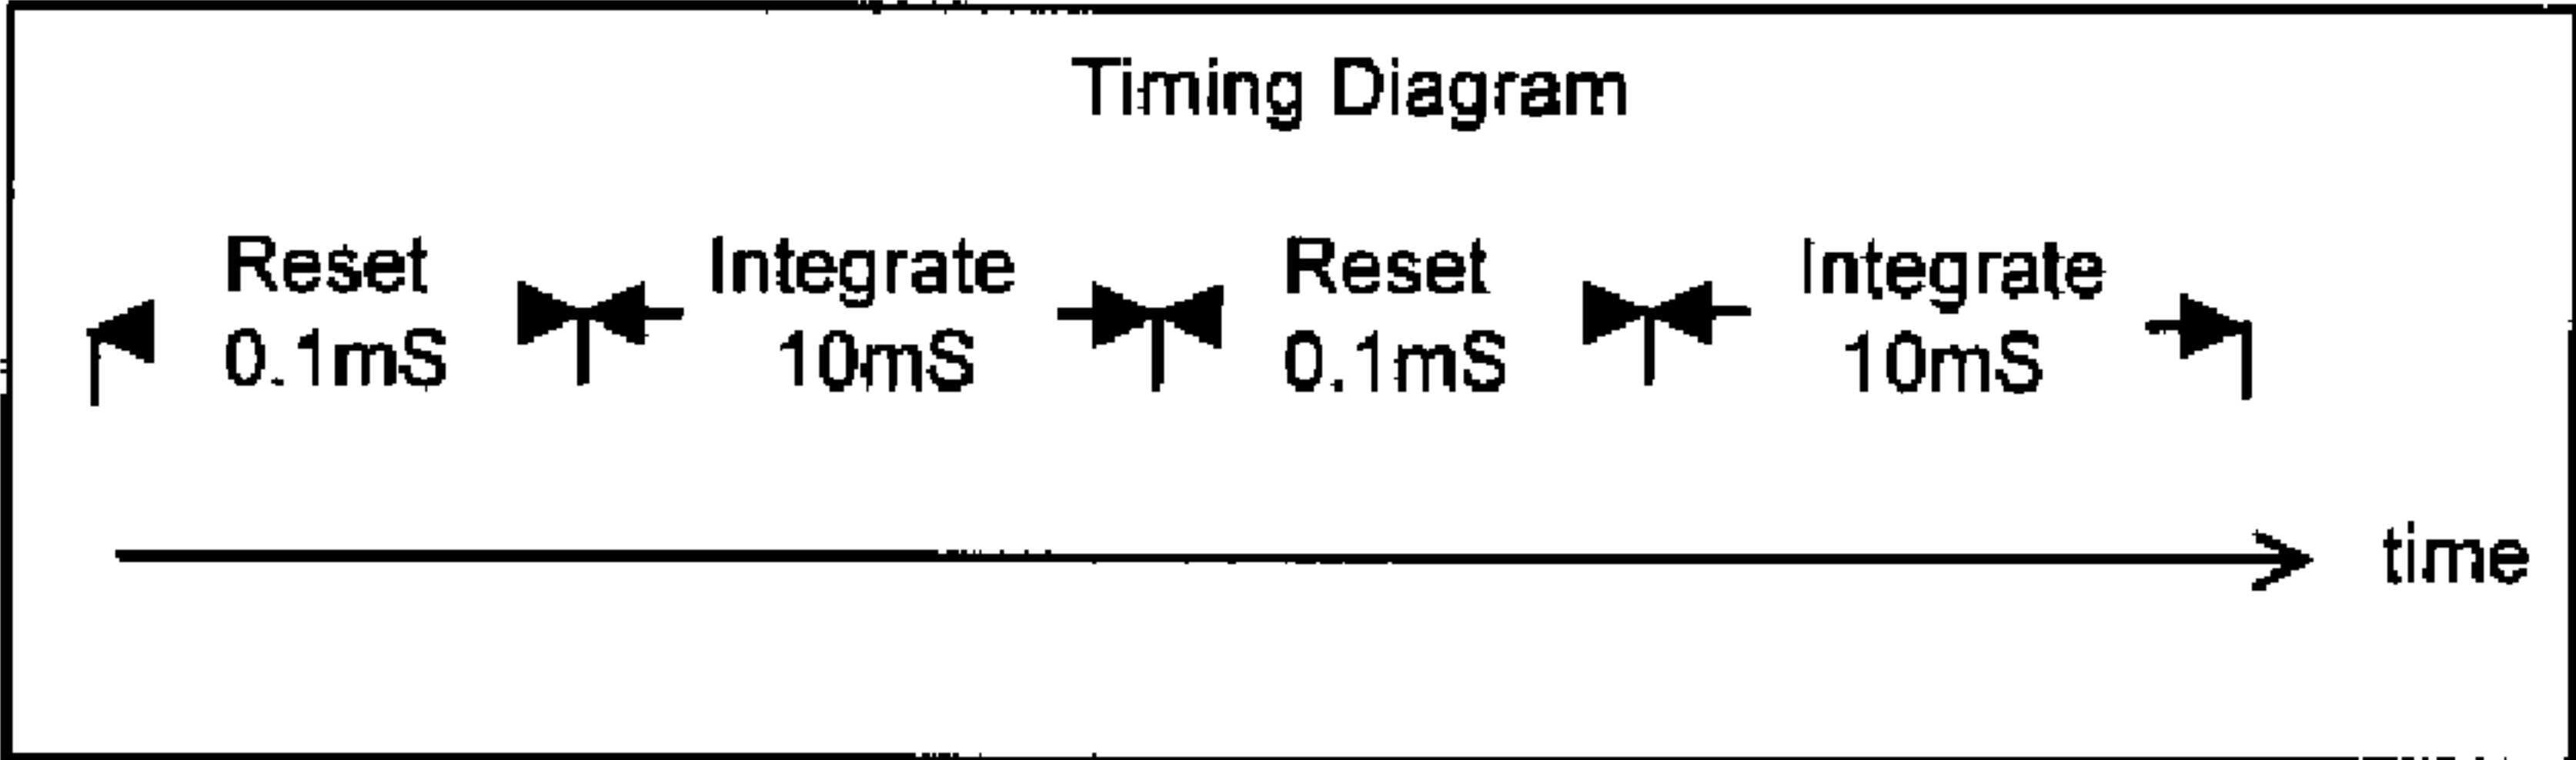 Timing Diagram
Reset Integrate Reset Integrate
0.1mS 10mS 0.1mS 10mS
time